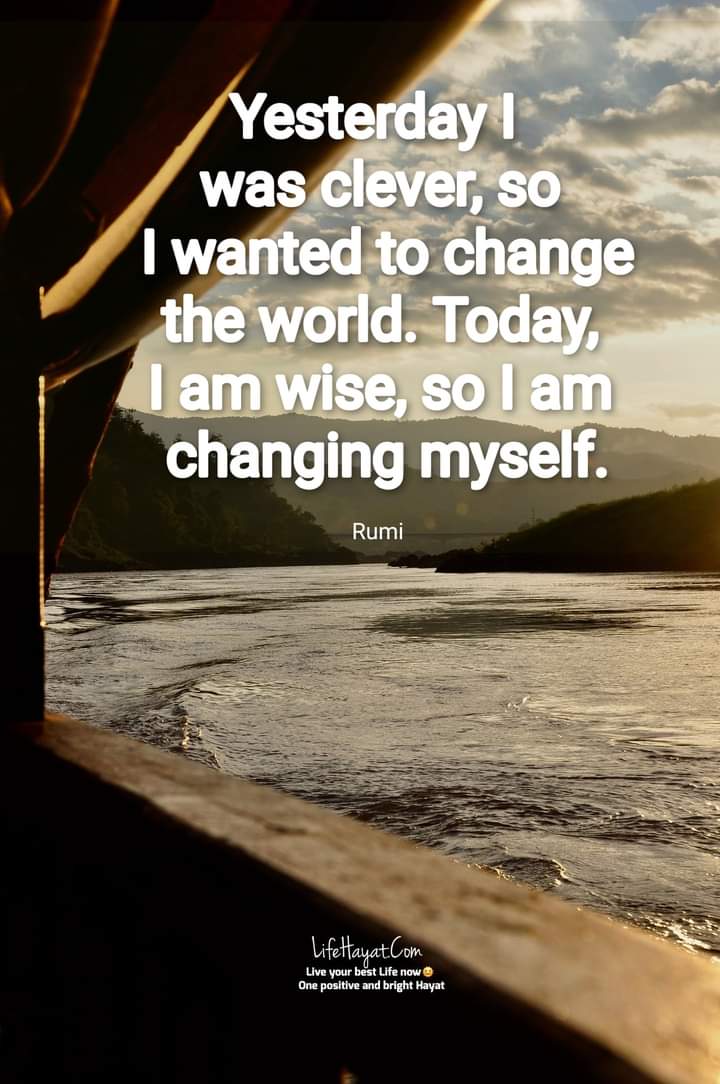 Yesterday I
was clever, so
I wanted to change
the world. Today,
I am wise, so I am
changing myself.
Rumi
LifeHayat.Com
Live your best Life now😊
One positive and bright Hayat